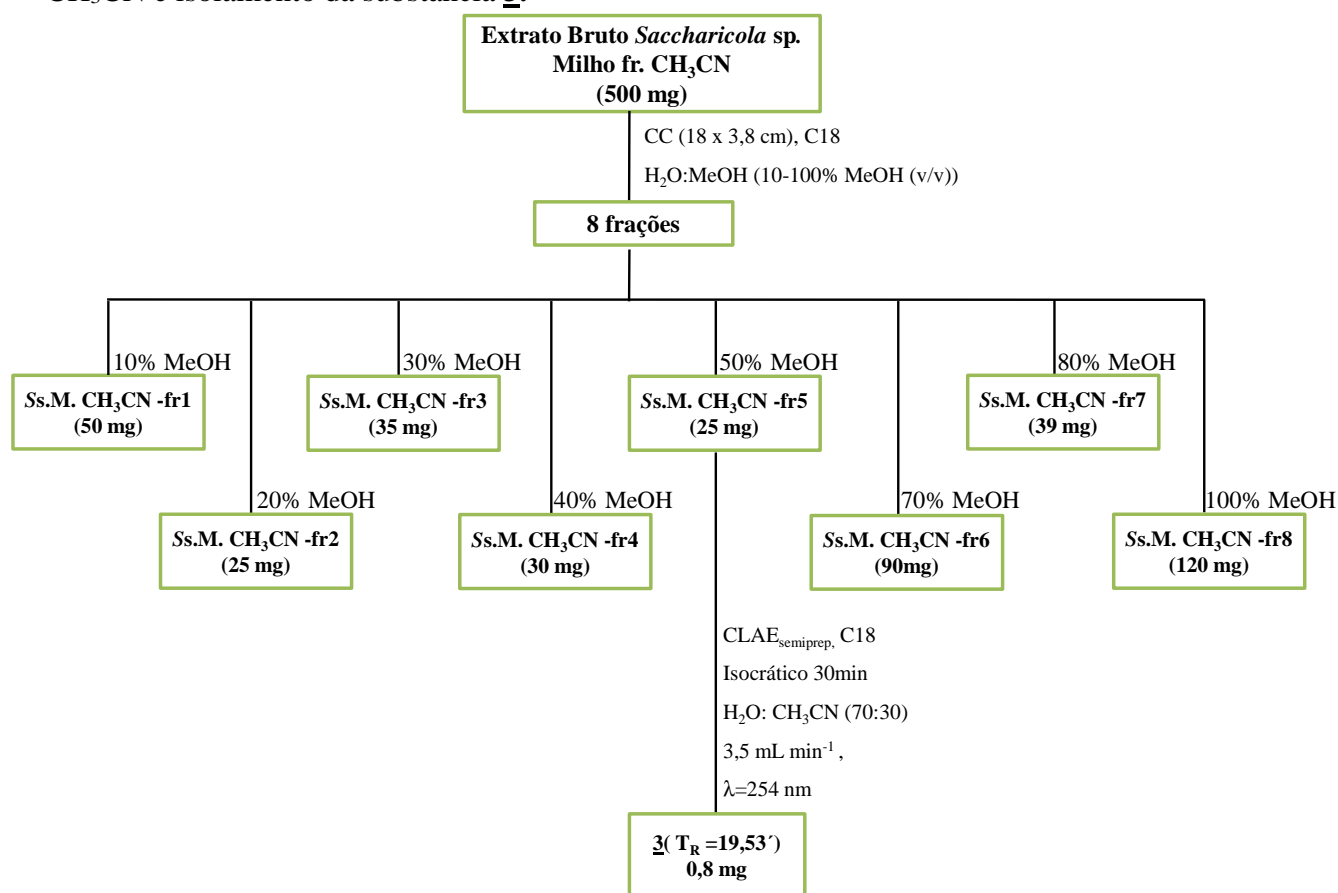 CH₃CN e isolamento da substância 3.
Extrato Bruto Saccharicola sp.
Milho fr. CH₃CN
(500 mg)
CC (18 x 3,8 cm), C18
H₂O:MeOH (10-100% MeOH (v/v))
8 frações
10% MeOH
Ss.M. CH₃CN -fr1
(50 mg)
20% MeOH
Ss.M. CH₃CN -fr2
(25 mg)
30% MeOH
Ss.M. CH₃CN -fr3
(35 mg)
40% MeOH
Ss.M. CH₃CN -fr4
(30 mg)
50% MeOH
Ss.M. CH₃CN -fr5
(25 mg)
70% MeOH
Ss.M. CH₃CN -fr6
(90mg)
80% MeOH
Ss.M. CH₃CN -fr7
(39 mg)
100% MeOH
Ss.M. CH₃CN -fr8
(120 mg)
CLAEsemiprep, C18
Isocrático 30min
H₂O: CH₃CN (70:30)
3,5 mL min⁻¹ ,
λ=254 nm
3( TR =19,53´)
0,8 mg